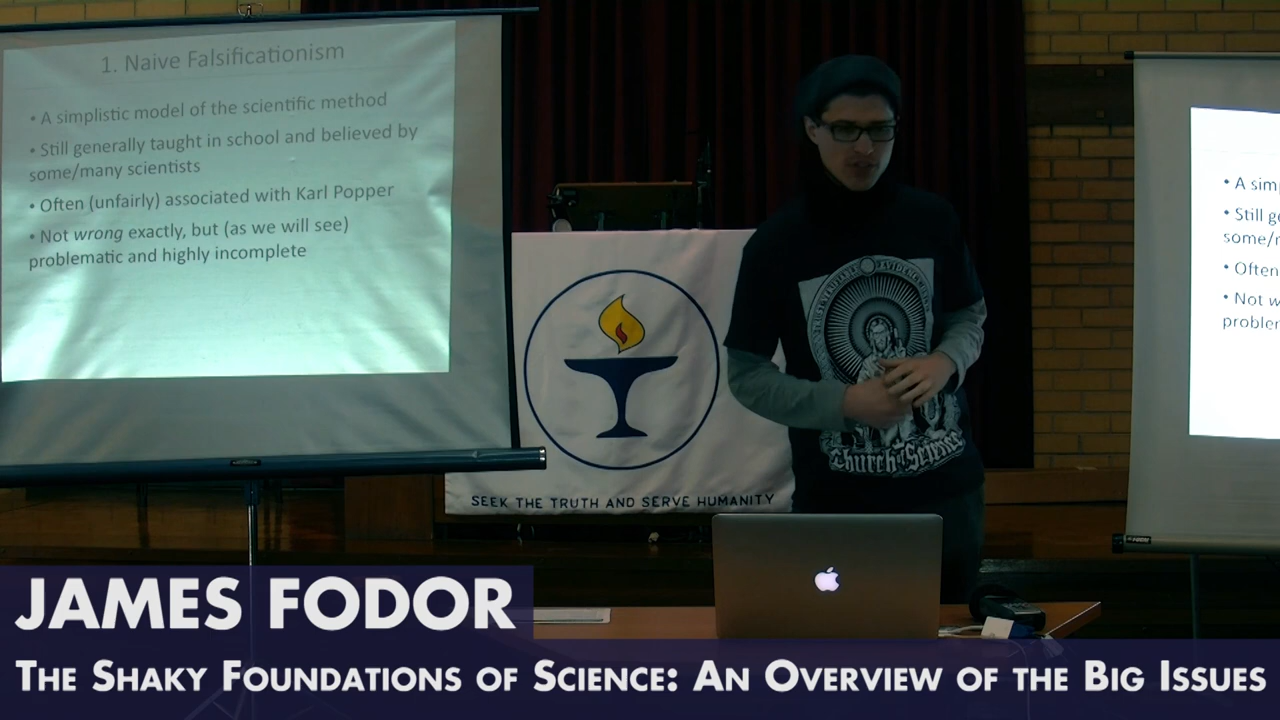 1. Naive Falsificationism
• A simplistic model of the scientific method
• Still generally taught in school and believed by
some/many scientists
• Often (unfairly) associated with Karl Popper
• Not wrong exactly, but (as we will see)
problematic and highly incomplete
SEEK THE TRUTH AND SERVE HUMANITY
Church of Science
• A sim
• Still ge
some/
• Often
• Not w
probler
JAMES FODOR
THE SHAKY FOUNDATIONS OF SCIENCE: AN OVERVIEW OF THE BIG ISSUES